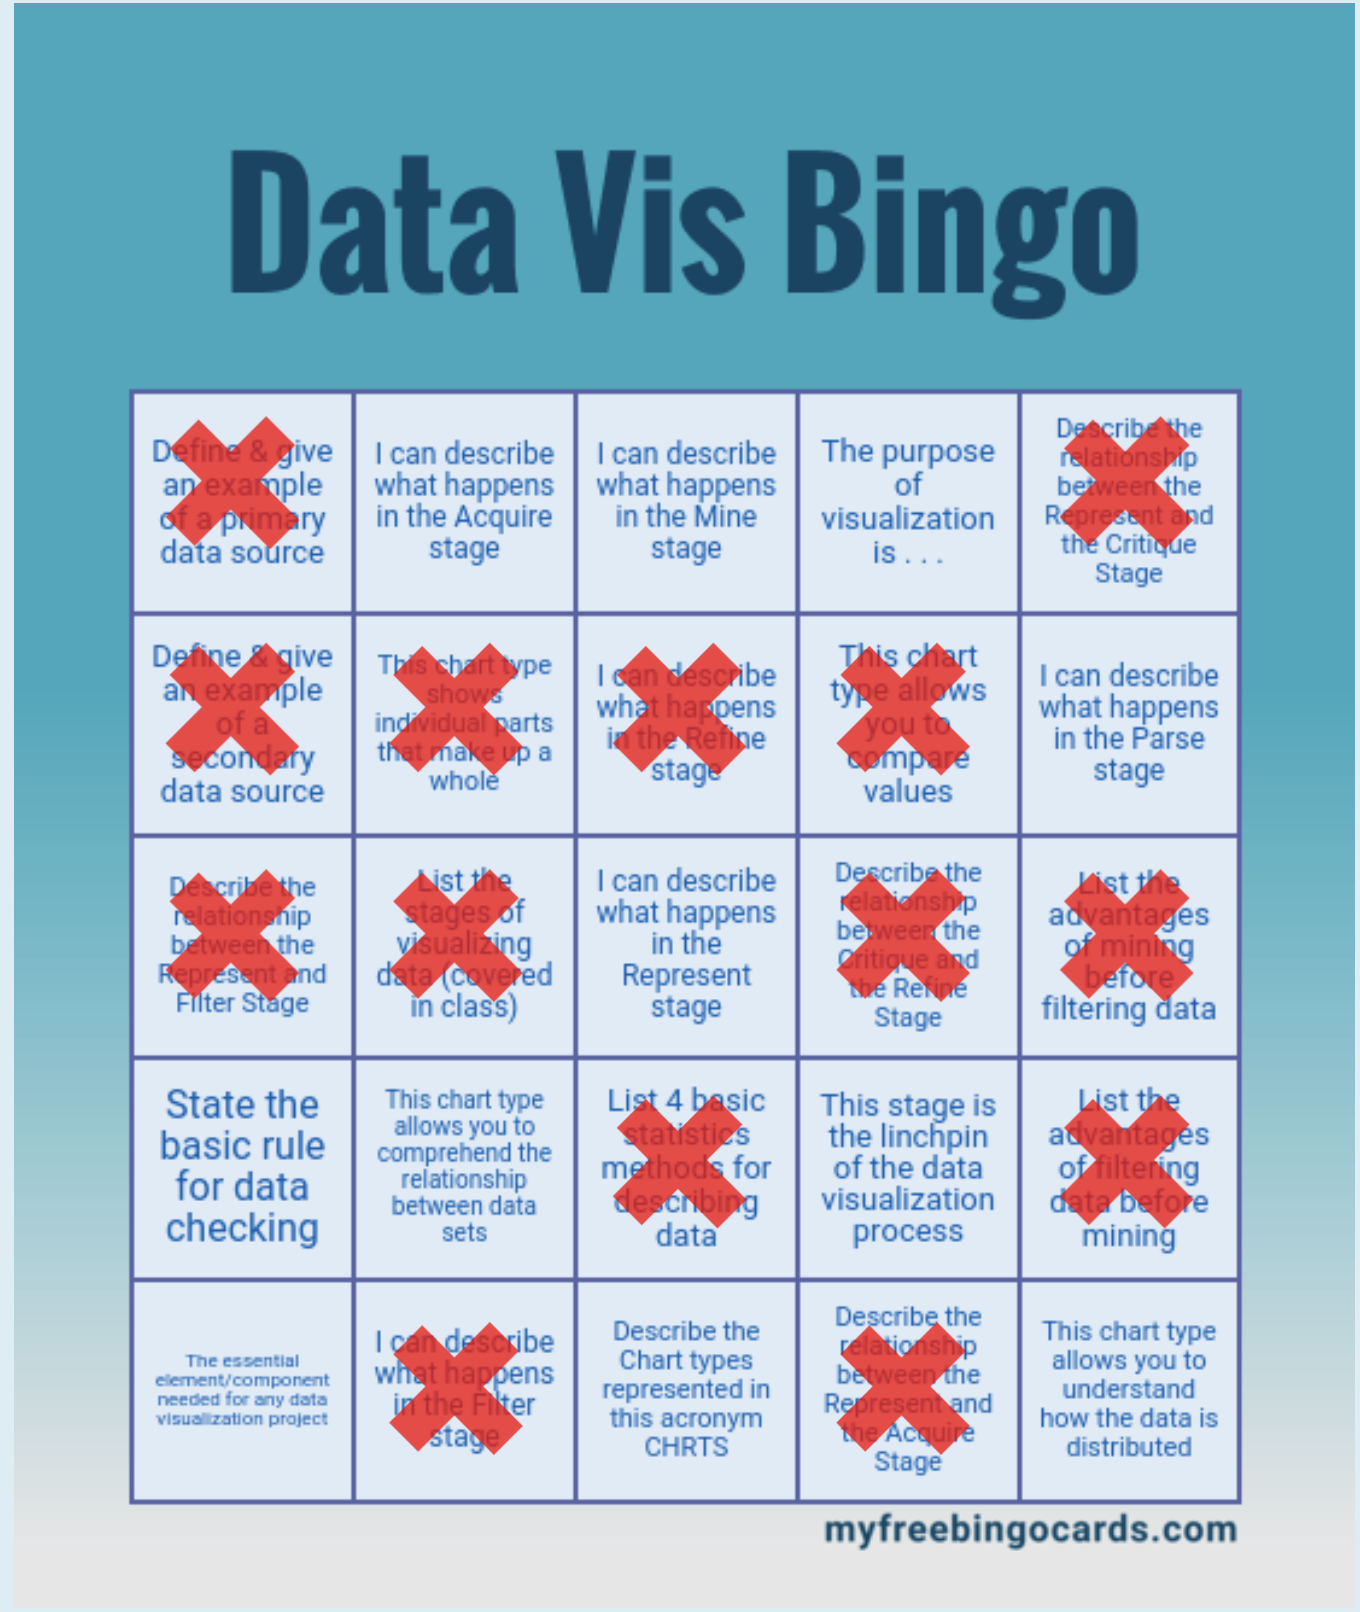 Data Vis Bingo
Define & give
an example
of a primary
data source
I can describe
what happens
in the Acquire
stage
I can describe
what happens
in the Mine
stage
The purpose
of
visualization
is . . .
Describe the
relationship
between the
Represent and
the Critique
Stage
Define & give
an example
of a
secondary
data source
This chart type
shows
individual parts
that make up a
whole
I can describe
what happens
in the Refine
stage
This chart
type allows
you to
compare
values
I can describe
what happens
in the Parse
stage
Describe the
relationship
between the
Represent and
FIlter Stage
List the
stages of
visualizing
data (covered
in class)
I can describe
what happens
in the
Represent
stage
Describe the
relationship
between the
Critique and
the Refine
Stage
List the
advantages
of mining
before
filtering data
State the
basic rule
for data
checking
This chart type
allows you to
comprehend the
relationship
between data
sets
List 4 basic
statistics
methods for
describing
data
This stage is
the linchpin
of the data
visualization
process
List the
advantages
of filtering
data before
mining
The essential
element/component
needed for any data
visualization project
I can describe
what happens
in the Filter
stage
Describe the
Chart types
represented in
this acronym
CHRTS
Describe the
relationship
between the
Represent and
the Acquire
Stage
This chart type
allows you to
understand
how the data is
distributed
myfreebingocards.com